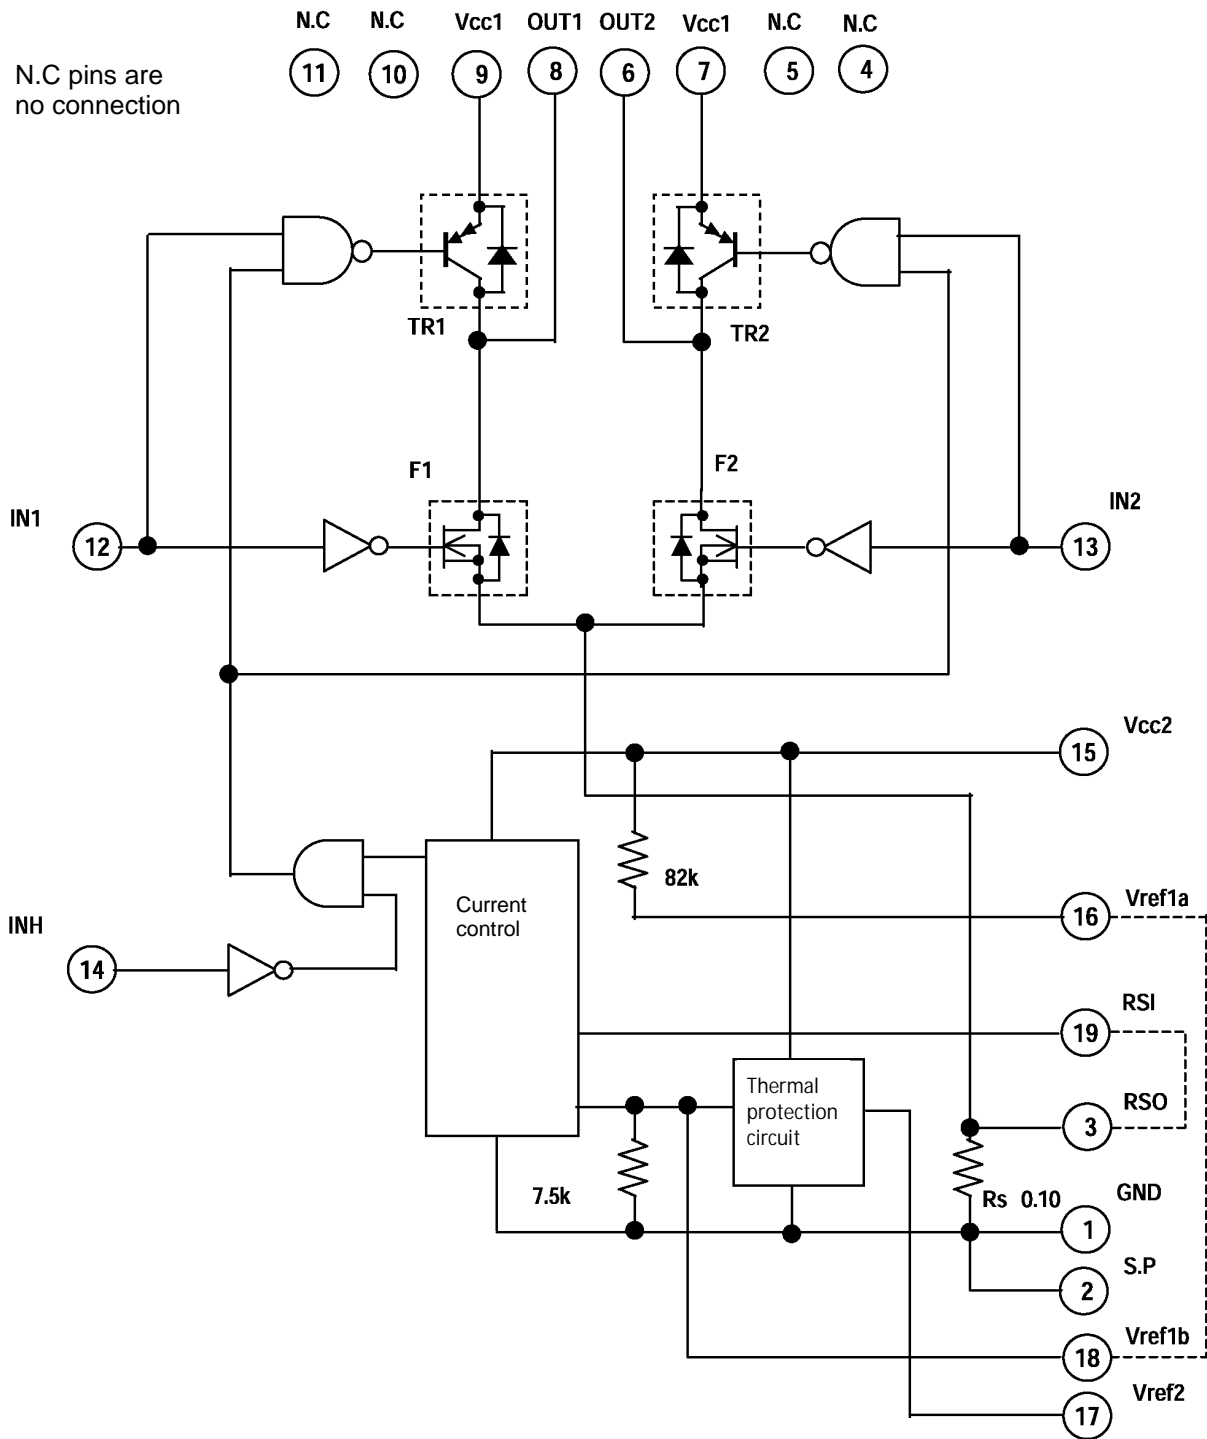 N.C N.C Vcc1 OUT1 OUT2 Vcc1 N.C N.C
11 10 9 8 6 7 5 4
N.C pins are
no connection
TR1 TR2
F1 F2
IN1 IN2
12 13
Vcc2
15
82k
Vref1a
16
Current
control
INH
14
RSI
19
Thermal
protection
circuit
RSO
3
7.5k
Rs 0.10
GND
1
S.P
2
Vref1b
18
Vref2
17